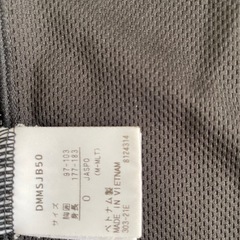 DMMSJB50
サイズ
胸囲 97-103
身長 177-183
O
JASPO
(M-MLT)
ベトナム製
MADE IN VIETNAM
303-21E 8124314